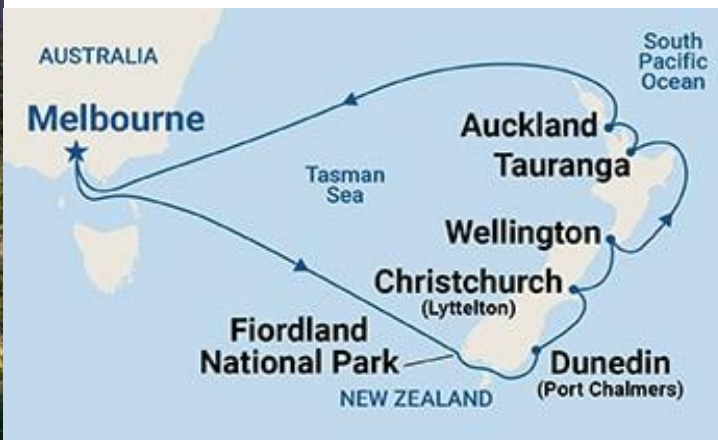 AUSTRALIA
Melbourne
South
Pacific
Ocean
Auckland
Tauranga
Tasman
Sea
Wellington
Christchurch
(Lyttelton)
Fiordland
National Park
Dunedin
(Port Chalmers)
NEW ZEALAND